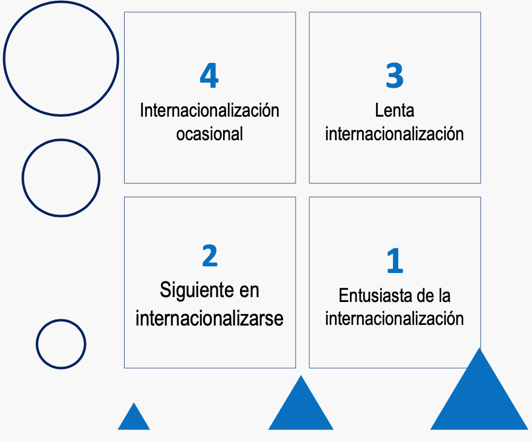 4
Internacionalización
ocasional
3
Lenta
internacionalización
2
Siguiente en
internacionalizarse
1
Entusiasta de la
internacionalización